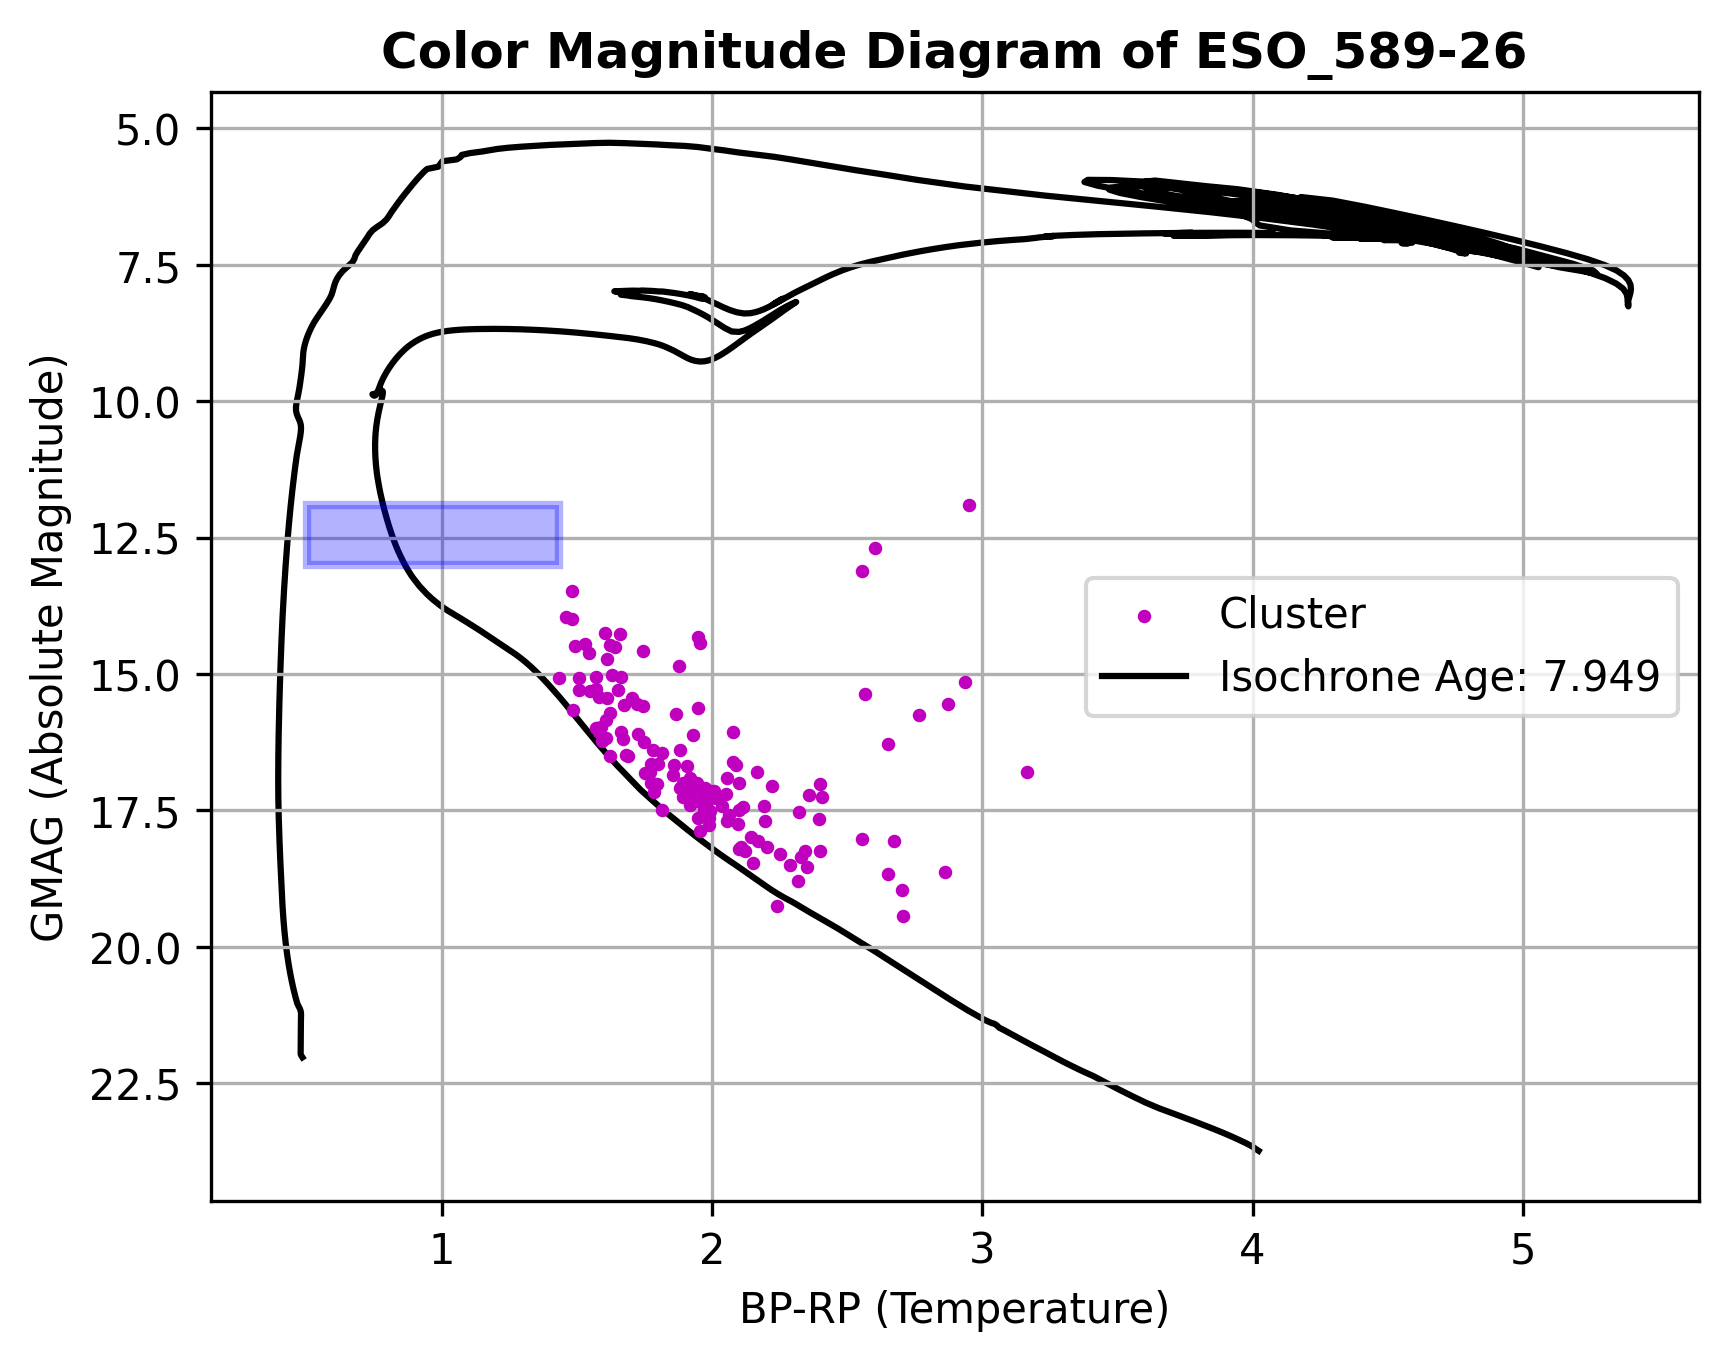 Color Magnitude Diagram of ESO_589-26
GMAG (Absolute Magnitude)
5.0
7.5
10.0
12.5
15.0
17.5
20.0
22.5
Cluster
Isochrone Age: 7.949
1 2 3 4 5
BP-RP (Temperature)